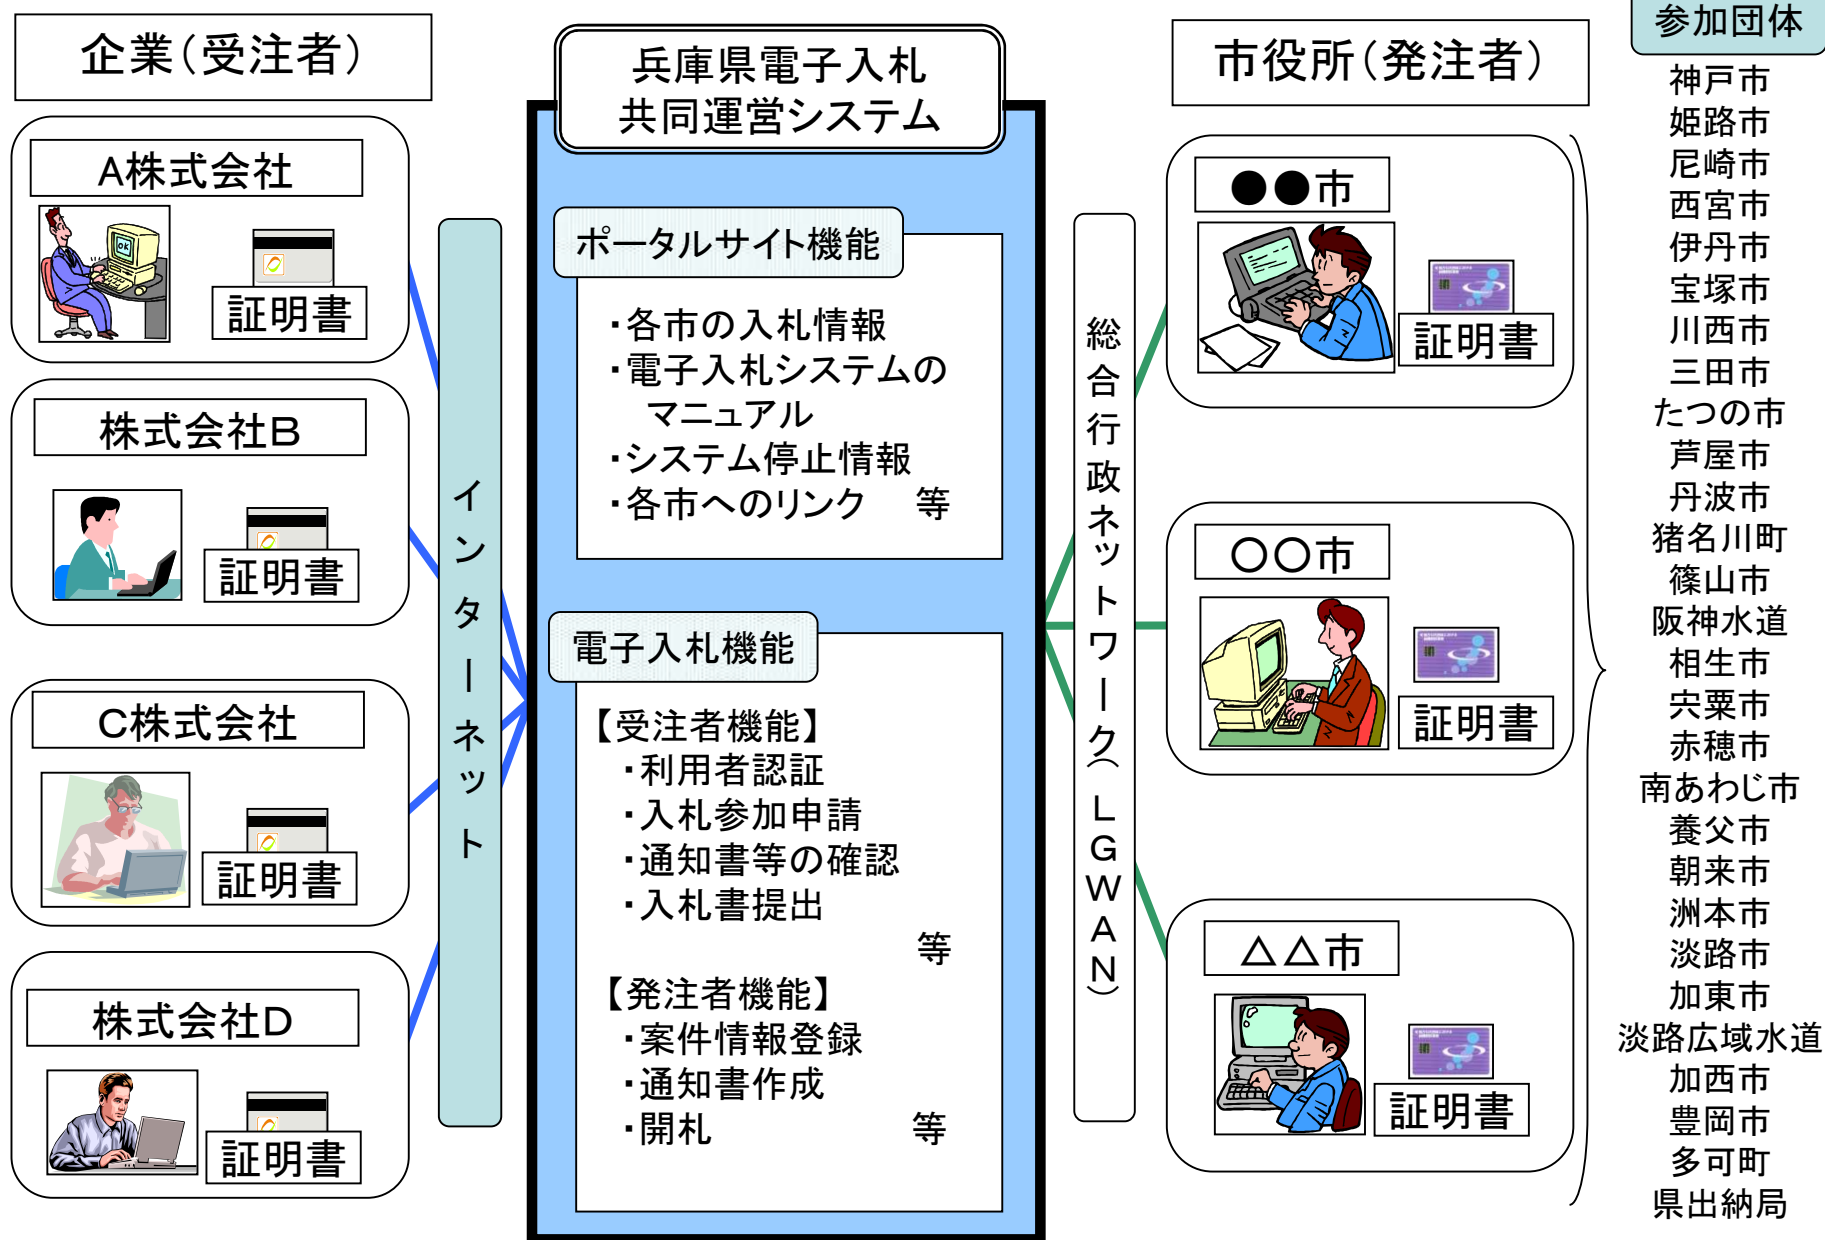 企業（受注者）
A株式会社
証明書
株式会社B
証明書
C株式会社
証明書
株式会社D
証明書
インターネット
兵庫県電子入札
共同運営システム
ポータルサイト機能
・各市の入札情報
・電子入札システムの
マニュアル
・システム停止情報
・各市へのリンク　等
電子入札機能
【受注者機能】
・利用者認証
・入札参加申請
・通知書等の確認
・入札書提出
等
【発注者機能】
・案件情報登録
・通知書作成
・開札　等
総合行政ネットワーク（ＬＧＷＡＮ）
市役所（発注者）
●●市
証明書
○○市
証明書
△△市
証明書
参加団体
神戸市
姫路市
尼崎市
西宮市
伊丹市
宝塚市
川西市
三田市
たつの市
芦屋市
丹波市
猪名川町
篠山市
阪神水道
相生市
宍粟市
赤穂市
南あわじ市
養父市
朝来市
洲本市
淡路市
加東市
淡路広域水道
加西市
豊岡市
多可町
県出納局